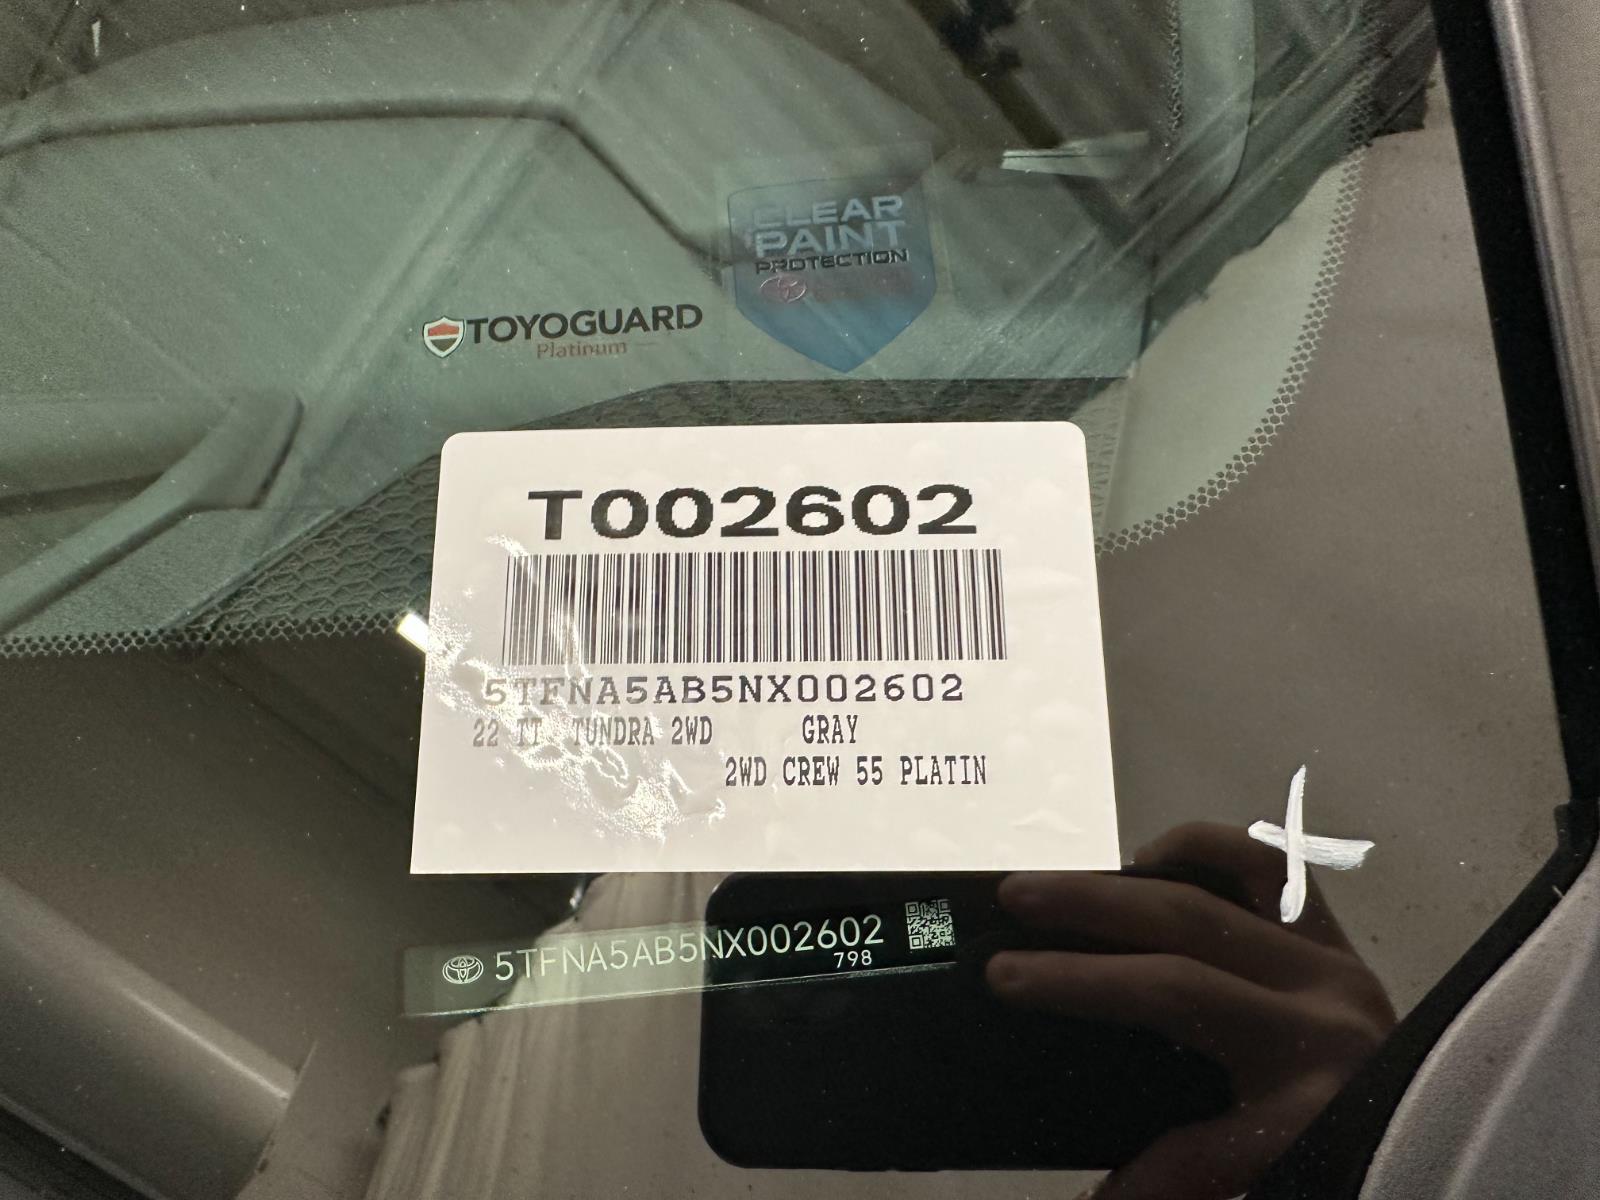 CLEAR
PAINT
PROTECTION
TOYOGUARD
Platinum
T002602
5TFNA5AB5NX002602
22 TT TUNDRA 2WD GRAY
2WD CREW 55 PLATIN
5TFNA5AB5NX002602
798